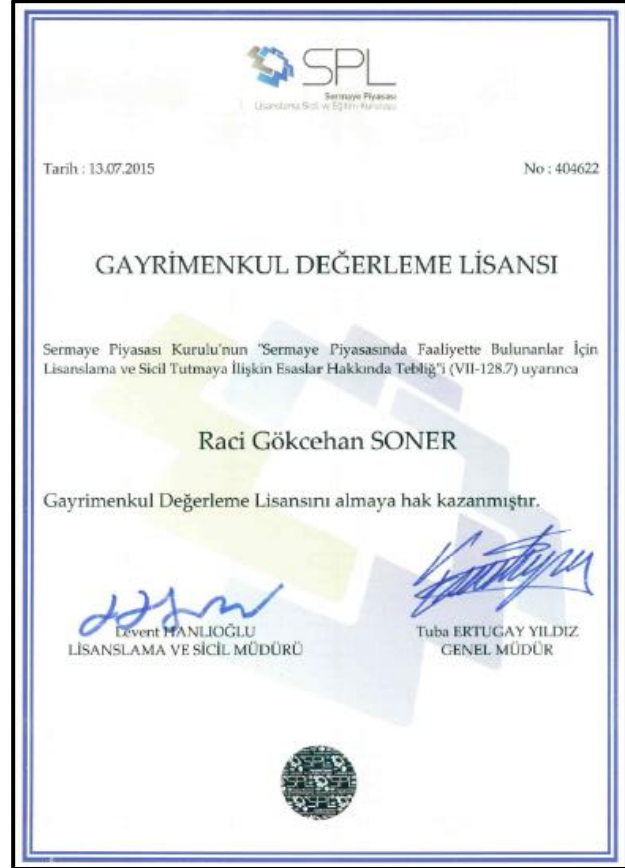 SPL
Sermaye Piyasası
Lisanslama Sicil ve Eğitim Kuruluşu
Tarih : 13.07.2015
No : 404622
GAYRİMENKUL DEĞERLEME LİSANSI
Sermaye Piyasası Kurulu'nun "Sermaye Piyasasında Faaliyette Bulunanlar İçin
Lisanslama ve Sicil Tutmaya İlişkin Esaslar Hakkında Tebliğ"i (VII-128.7) uyarınca
Raci Gökcehan SONER
Gayrimenkul Değerleme Lisansını almaya hak kazanmıştır.
Levent HANLIOĞLU
LİSANSLAMA VE SİCİL MÜDÜRÜ
Tuba ERTUGAY YILDIZ
GENEL MÜDÜR